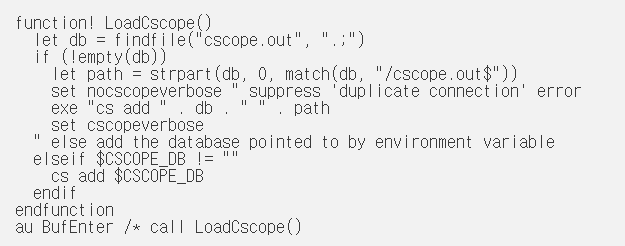 function! LoadCscope()
  let db = findfile("cscope.out", ".;")
  if (!empty(db))
    let path = strpart(db, 0, match(db, "/cscope.out$"))
    set nocscopeverbose " suppress 'duplicate connection' error
    exe "cs add " . db . " " . path
    set cscopeverbose
  " else add the database pointed to by environment variable
  elseif $CSCOPE_DB != ""
    cs add $CSCOPE_DB
  endif
endfunction
au BufEnter /* call LoadCscope()